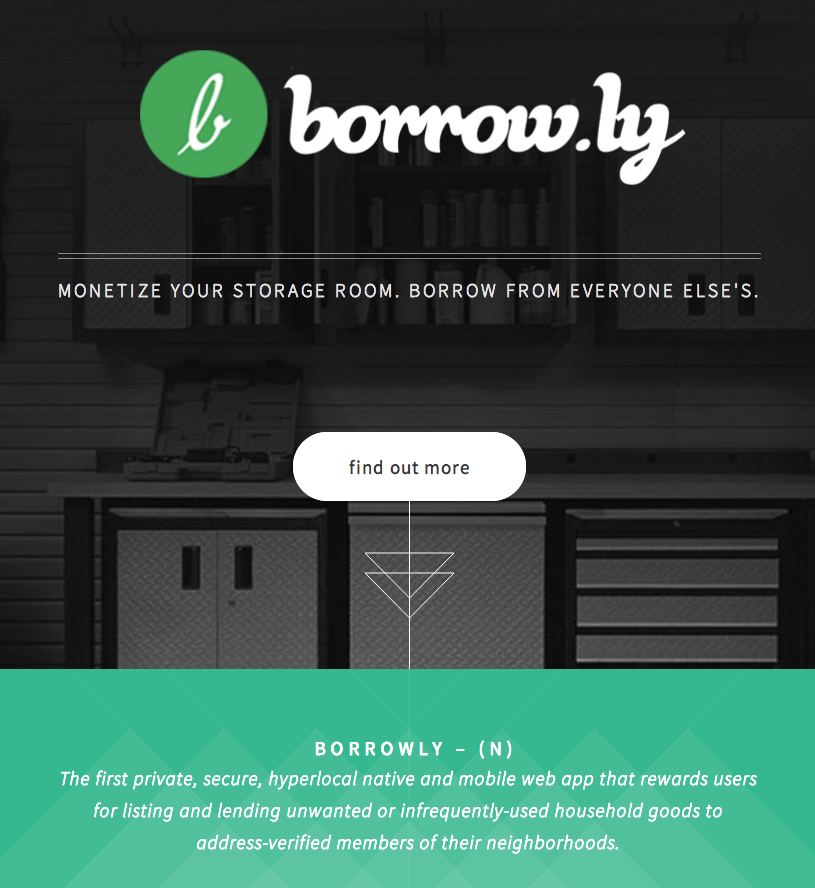 b borrow.ly
MONETIZE YOUR STORAGE ROOM. BORROW FROM EVERYONE ELSE'S.
find out more
BORROWLY – (N)
The first private, secure, hyperlocal native and mobile web app that rewards users
for listing and lending unwanted or infrequently-used household goods to
address-verified members of their neighborhoods.